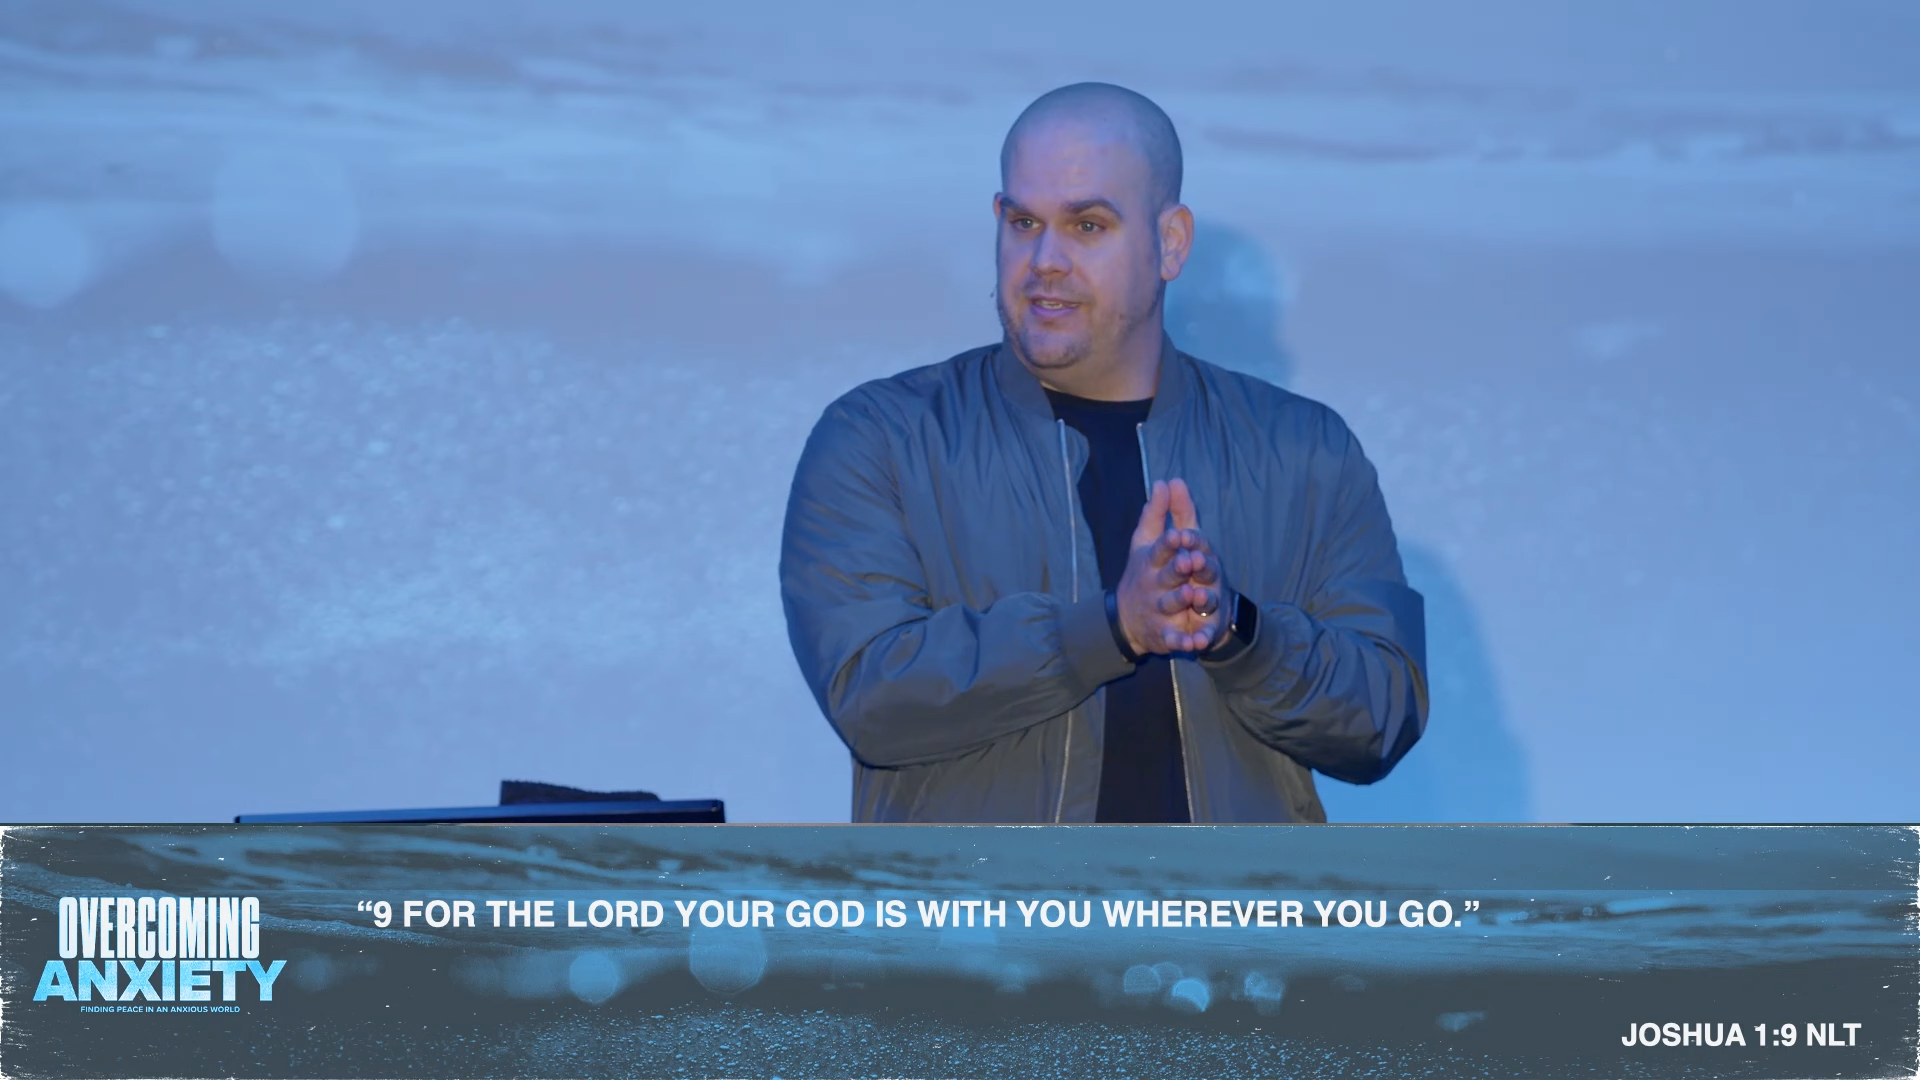 OVERCOMING
ANXIETY
FINDING PEACE IN AN ANXIOUS WORLD
“9 FOR THE LORD YOUR GOD IS WITH YOU WHEREVER YOU GO.”
JOSHUA 1:9 NLT